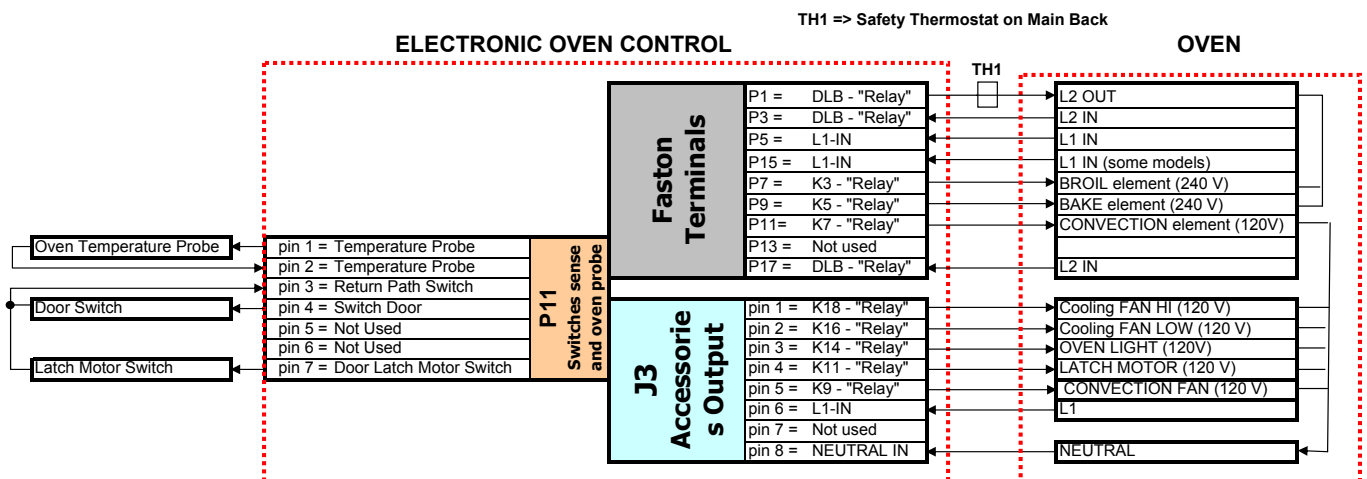 TH1 => Safety Thermostat on Main Back
ELECTRONIC OVEN CONTROL
OVEN
TH1
Faston
Terminals
P1 = DLB - "Relay"
P3 = DLB - "Relay"
P5 = L1-IN
P15 = L1-IN
P7 = K3 - "Relay"
P9 = K5 - "Relay"
P11= K7 - "Relay"
P13 = Not used
P17 = DLB - "Relay"
L2 OUT
L2 IN
L1 IN
L1 IN (some models)
BROIL element (240 V)
BAKE element (240 V)
CONVECTION element (120V)
L2 IN
Oven Temperature Probe
Door Switch
Latch Motor Switch
pin 1 = Temperature Probe
pin 2 = Temperature Probe
pin 3 = Return Path Switch
pin 4 = Switch Door
pin 5 = Not Used
pin 6 = Not Used
pin 7 = Door Latch Motor Switch
P11
Switches sense
and oven probe
J3
Accessorie
s Output
pin 1 = K18 - "Relay"
pin 2 = K16 - "Relay"
pin 3 = K14 - "Relay"
pin 4 = K11 - "Relay"
pin 5 = K9 - "Relay"
pin 6 = L1-IN
pin 7 = Not used
pin 8 = NEUTRAL IN
Cooling FAN HI (120 V)
Cooling FAN LOW (120 V)
OVEN LIGHT (120V)
LATCH MOTOR (120 V)
CONVECTION FAN (120 V)
L1
NEUTRAL